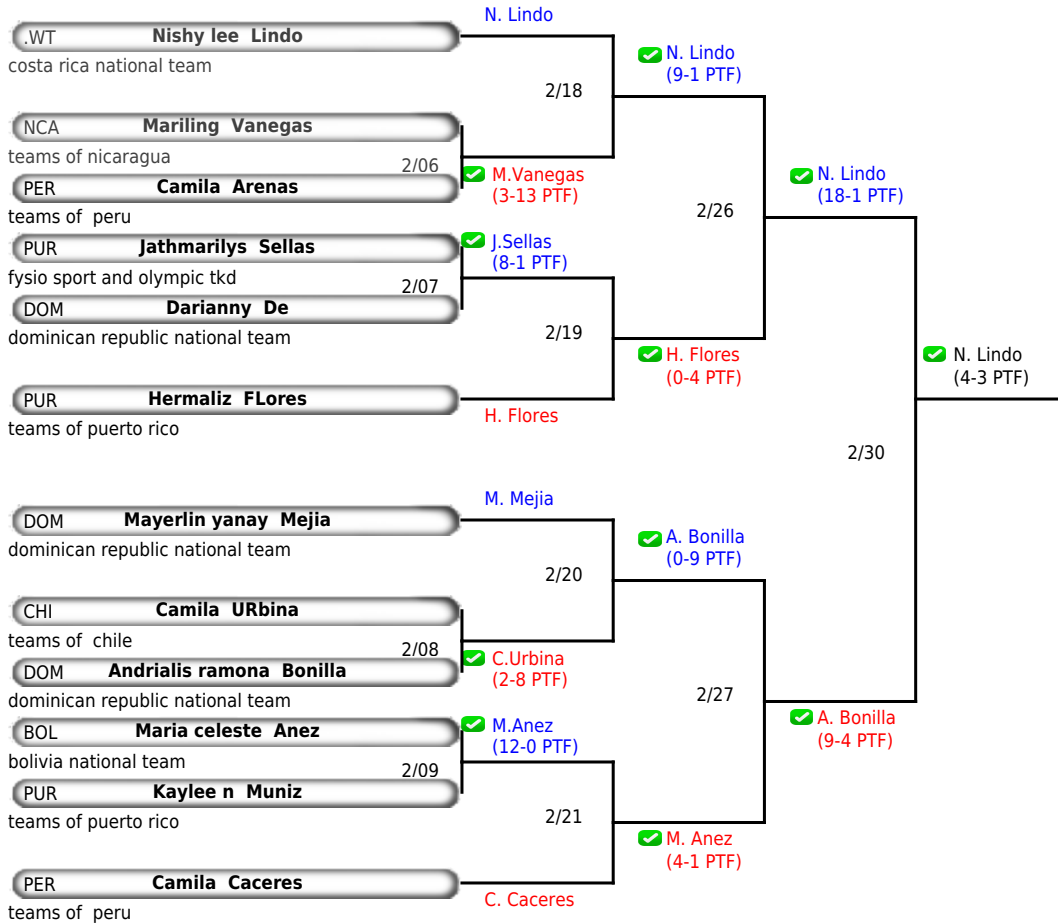 N. Lindo
.WT Nishy lee Lindo
costa rica national team
N. Lindo
(9-1 PTF)
2/18
NCA Mariling Vanegas
teams of nicaragua
2/06
M.Vanegas
(3-13 PTF)
PER Camila Arenas
teams of peru
N. Lindo
(18-1 PTF)
2/26
PUR Jathmarilys Sellas
fysio sport and olympic tkd
J.Sellas
(8-1 PTF)
2/07
DOM Darianny De
dominican republic national team
2/19
H. Flores
(0-4 PTF)
N. Lindo
(4-3 PTF)
PUR Hermaliz FLores
teams of puerto rico
H. Flores
2/30
M. Mejia
DOM Mayerlin yanay Mejia
dominican republic national team
A. Bonilla
(0-9 PTF)
2/20
CHI Camila URbina
teams of chile
2/08
C.Urbina
(2-8 PTF)
DOM Andrialis ramona Bonilla
dominican republic national team
2/27
A. Bonilla
(9-4 PTF)
BOL Maria celeste Anez
bolivia national team
M.Anez
(12-0 PTF)
2/09
PUR Kaylee n Muniz
teams of puerto rico
2/21
M. Anez
(4-1 PTF)
PER Camila Caceres
teams of peru
C. Caceres